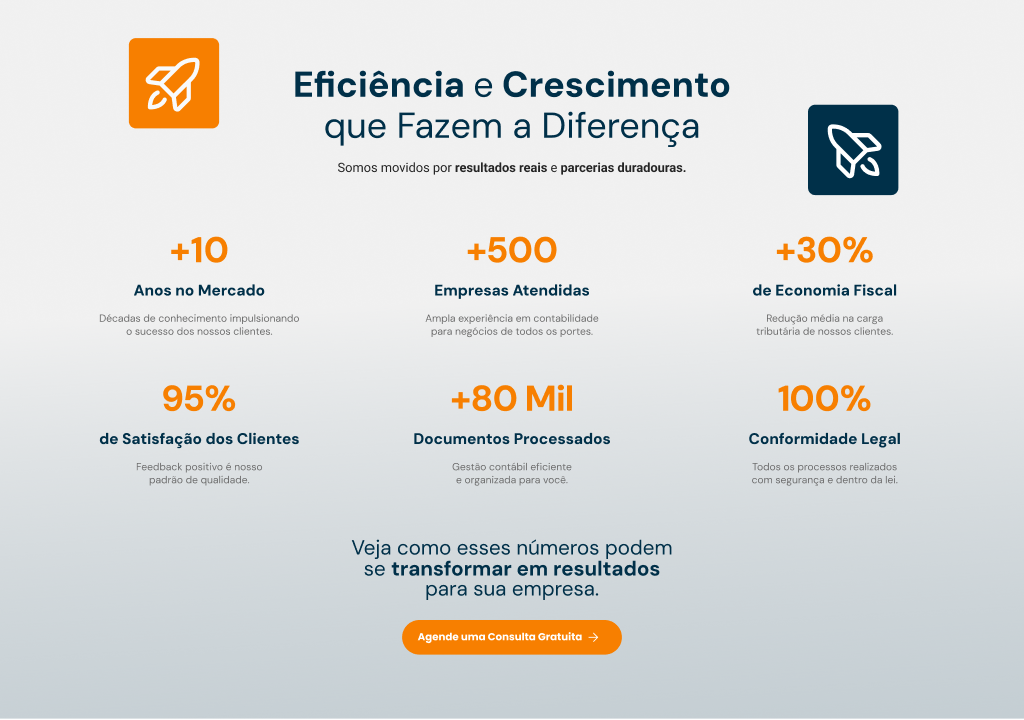 Eficiência e Crescimento
que Fazem a Diferença
Somos movidos por resultados reais e parcerias duradouras.
+10
Anos no Mercado
Décadas de conhecimento impulsionando
o sucesso dos nossos clientes.
+500
Empresas Atendidas
Ampla experiência em contabilidade
para negócios de todos os portes.
+30%
de Economia Fiscal
Redução média na carga
tributária de nossos clientes.
95%
de Satisfação dos Clientes
Feedback positivo é nosso
padrão de qualidade.
+80 Mil
Documentos Processados
Gestão contábil eficiente
e organizada para você.
100%
Conformidade Legal
Todos os processos realizados
com segurança e dentro da lei.
Veja como esses números podem
se transformar em resultados
para sua empresa.
Agende uma Consulta Gratuita →